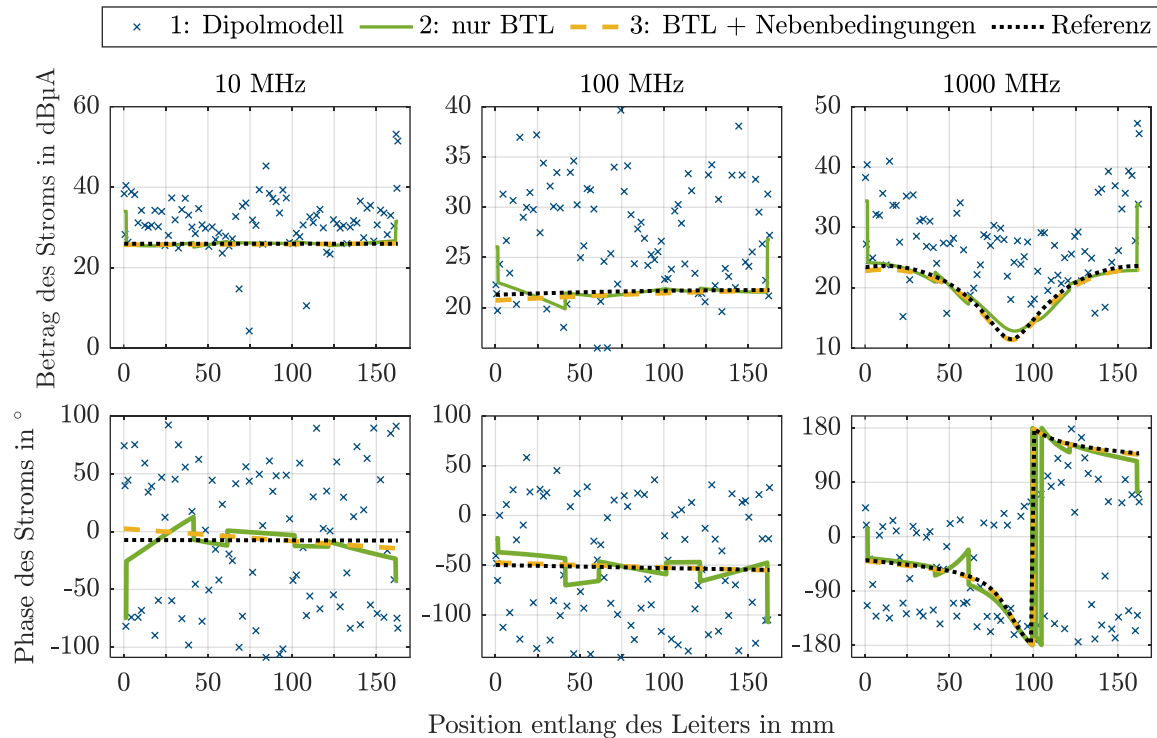 1: Dipolmodell 2: nur BTL 3: BTL + Nebenbedingungen Referenz
10 MHz 100 MHz 1000 MHz
Betrag des Stroms in dBµA
60
40
20
0
0 50 100 150
40
35
30
25
20
0 50 100 150
50
40
30
20
10
0 50 100 150
Phase des Stroms in °
100
50
0
-50
-100
0 50 100 150
100
50
0
-50
-100
0 50 100 150
180
90
0
-90
-180
0 50 100 150
Position entlang des Leiters in mm